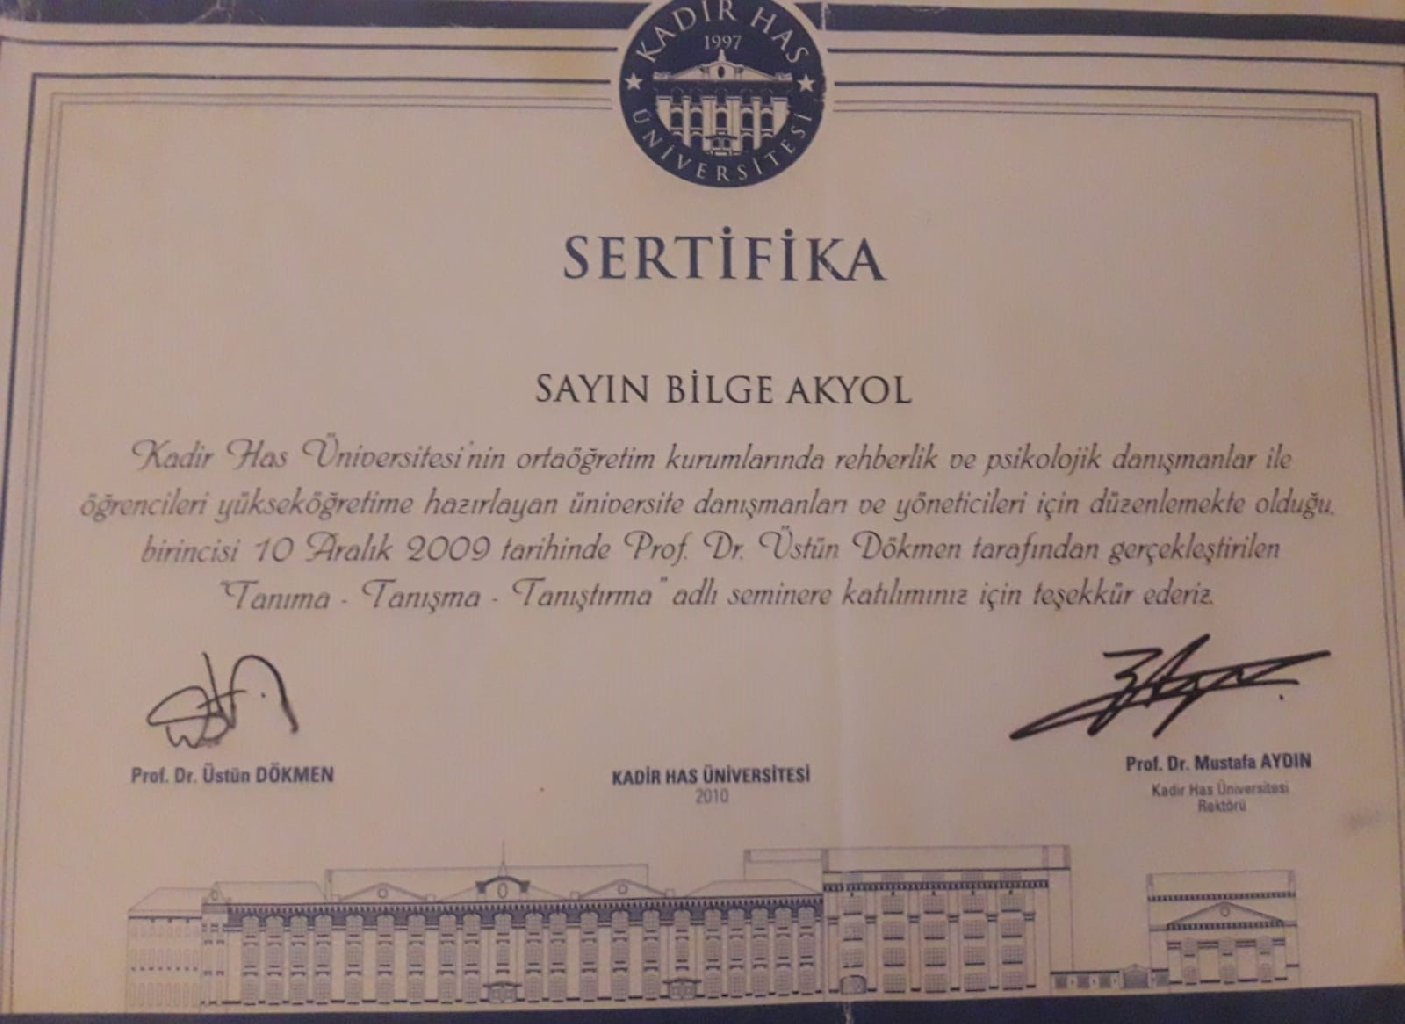 KADİR HAS
1997
ÜNİVERSİTESİ
SERTİFİKA
SAYIN BİLGE AKYOL
Kadir Has Üniversitesi'nin ortaöğretim kurumlarında rehberlik ve psikolojik danışmanlar ile
öğrencileri yükseköğretime hazırlayan üniversite danışmanları ve yöneticileri için düzenlemekte olduğu,
birincisi 10 Aralık 2009 tarihinde Prof. Dr. Üstün Dökmen tarafından gerçekleştirilen
"Tanıma - Tanışma - Tanıştırma" adlı seminere katılımınız için teşekkür ederiz.
Prof. Dr. Üstün DÖKMEN
KADİR HAS ÜNİVERSİTESİ
2010
Prof. Dr. Mustafa AYDIN
Kadir Has Üniversitesi
Rektörü